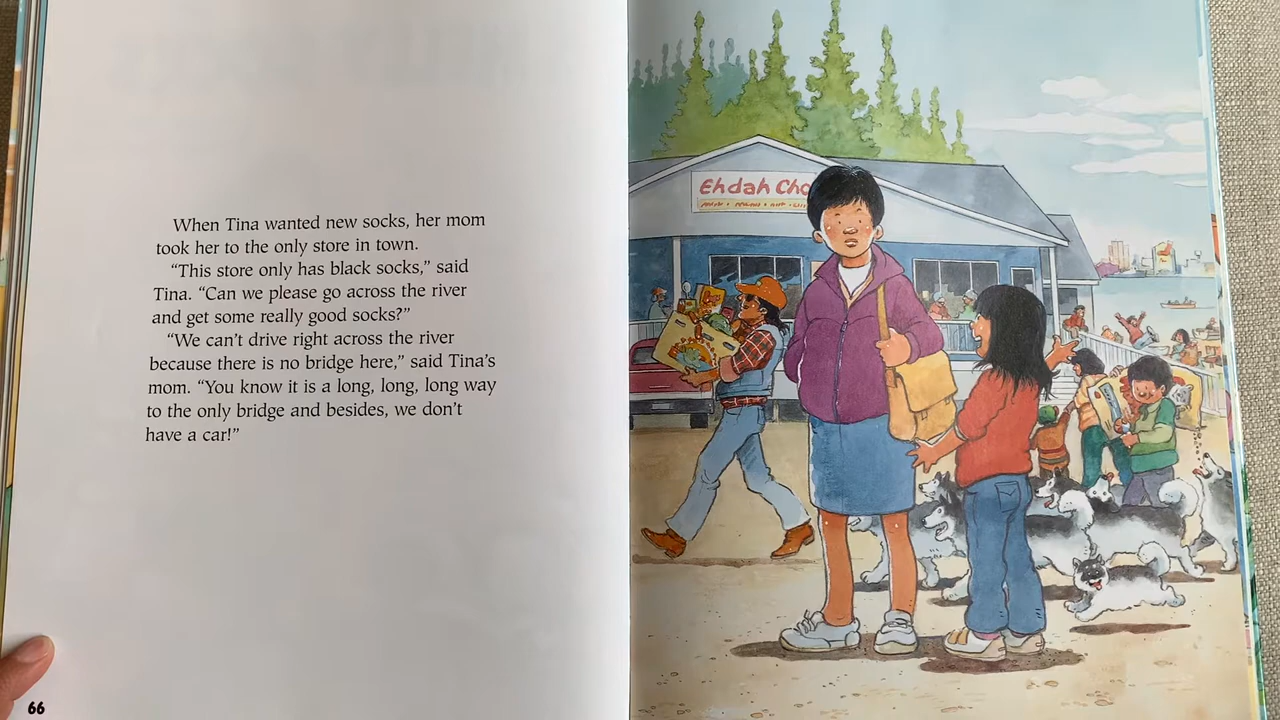 When Tina wanted new socks, her mom
took her to the only store in town.
“This store only has black socks,” said
Tina. “Can we please go across the river
and get some really good socks?”
“We can’t drive right across the river
because there is no bridge here,” said Tina’s
mom. “You know it is a long, long, long way
to the only bridge and besides, we don’t
have a car!”
66
Ehdah Cho